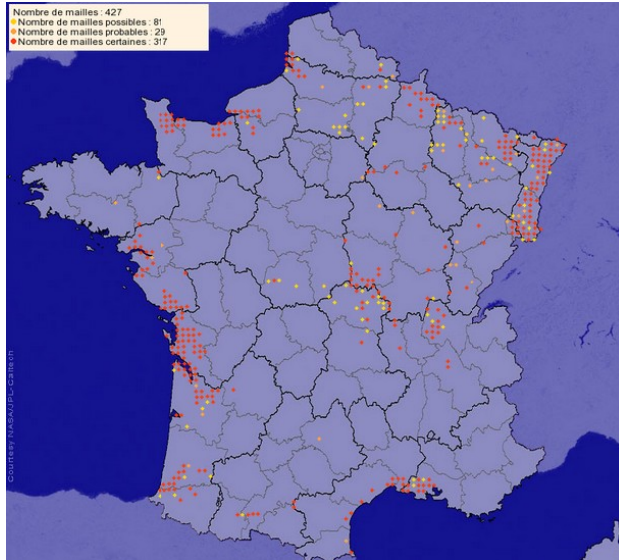 Nombre de mailles : 427
Nombre de mailles possibles : 81
Nombre de mailles probables : 29
Nombre de mailles certaines : 317
Courtesy NASA/JPL-Caltech